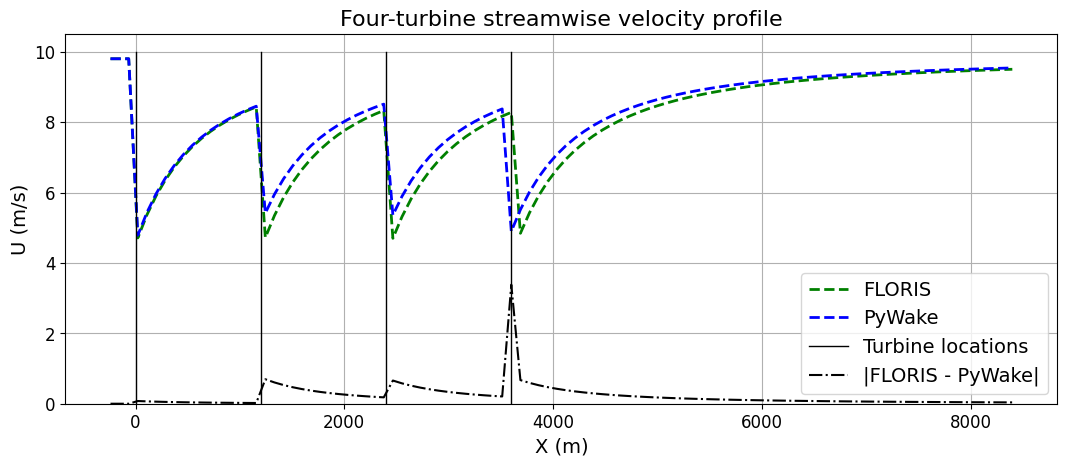 Four-turbine streamwise velocity profile
10
8
6
4
2
0
U (m/s)
FLORIS
PyWake
Turbine locations
|FLORIS - PyWake|
0 2000 4000 6000 8000
X (m)